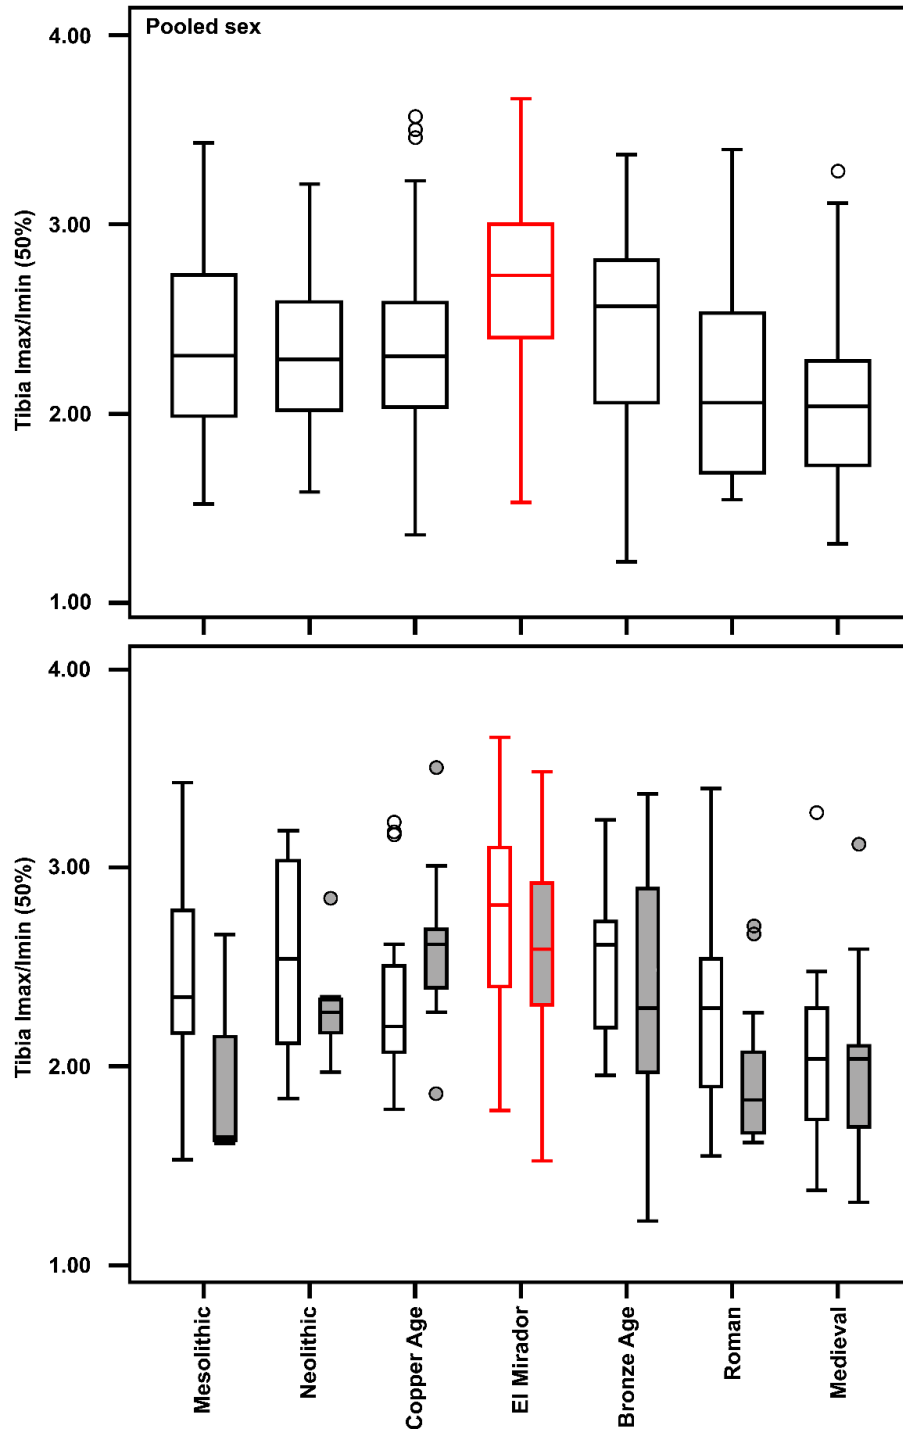 Pooled sex
4.00
3.00
2.00
1.00
Tibia Imax/Imin (50%)
4.00
3.00
2.00
1.00
Tibia Imax/Imin (50%)
Mesolithic
Neolithic
Copper Age
El Mirador
Bronze Age
Roman
Medieval